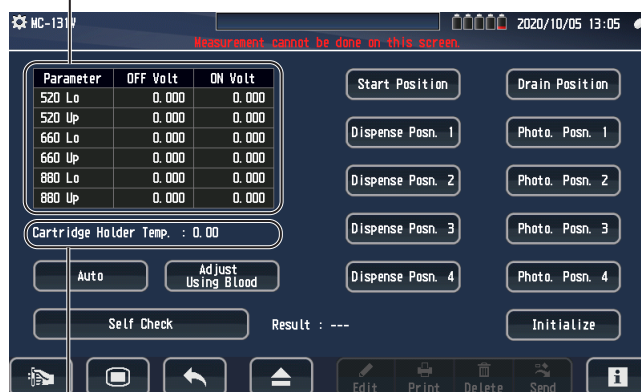 MC-131V
2020/10/05 13:05
Measurement cannot be done on this screen.
Parameter OFF Volt ON Volt
520 Lo 0.000 0.000
520 Up 0.000 0.000
660 Lo 0.000 0.000
660 Up 0.000 0.000
880 Lo 0.000 0.000
880 Up 0.000 0.000
Cartridge Holder Temp. : 0.00
Auto
Adjust
Using Blood
Self Check
Result : ---
Start Position
Drain Position
Dispense Posn. 1
Photo. Posn. 1
Dispense Posn. 2
Photo. Posn. 2
Dispense Posn. 3
Photo. Posn. 3
Dispense Posn. 4
Photo. Posn. 4
Initialize
Edit
Print
Delete
Send
i